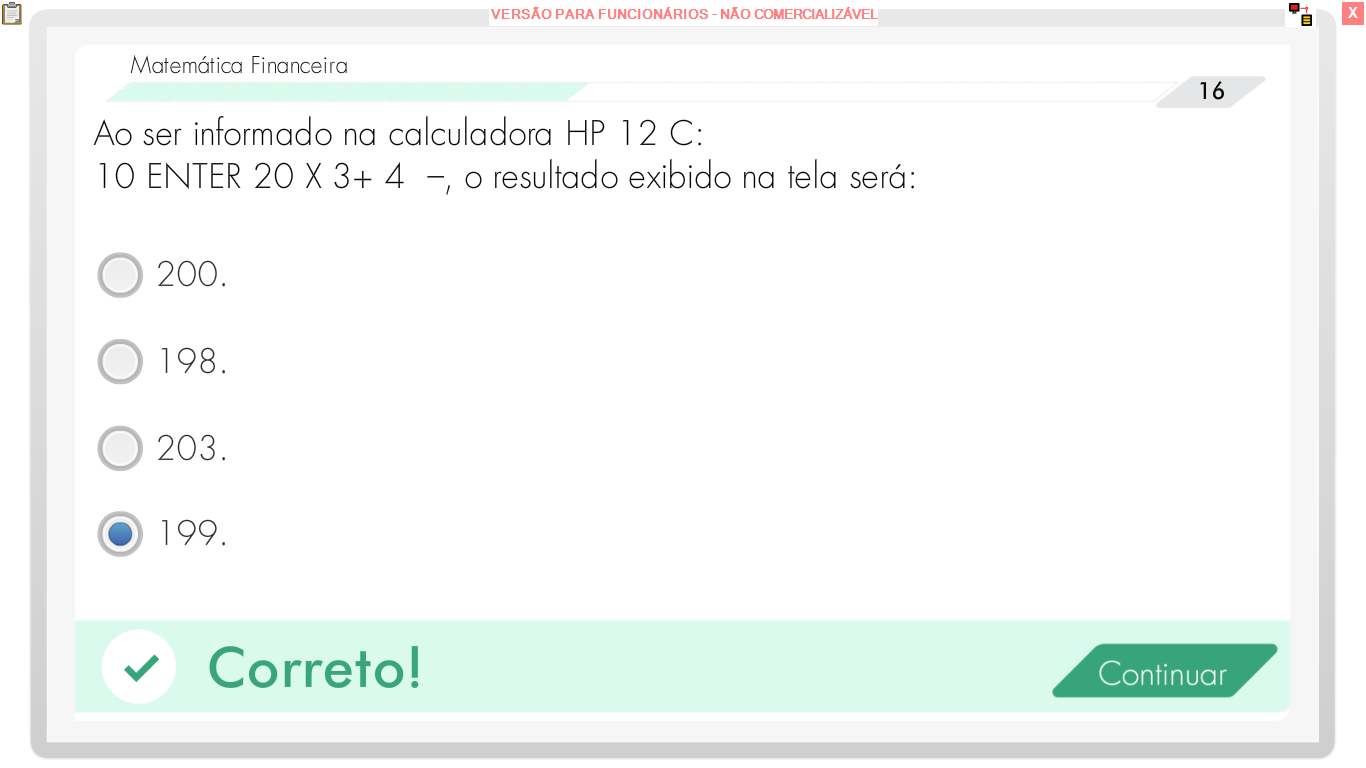 VERSÃO PARA FUNCIONÁRIOS - NÃO COMERCIALIZÁVEL
X
Matemática Financeira
16
Ao ser informado na calculadora HP 12 C:
10 ENTER 20 X 3+ 4 –, o resultado exibido na tela será:
200.
198.
203.
199.
Correto!
Continuar